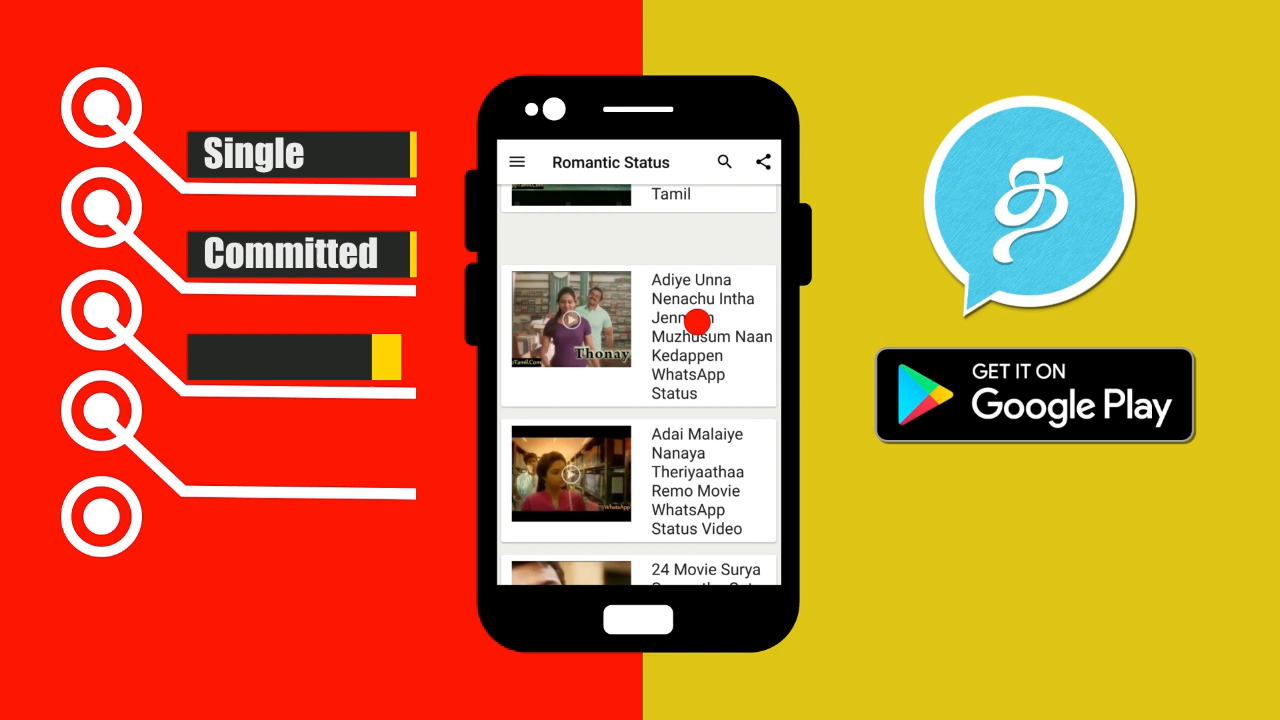 Single
Committed
Romantic Status
Tamil
Adiye Unna
Nenachu Intha
Muzhusum Naan
Kedappen
WhatsApp
Status
Thonay
Adai Malaiye
Nanaya
Theriyaathaa
Remo Movie
WhatsApp
Status Video
WhatsApp
24 Movie Surya
த
GET IT ON
Google Play